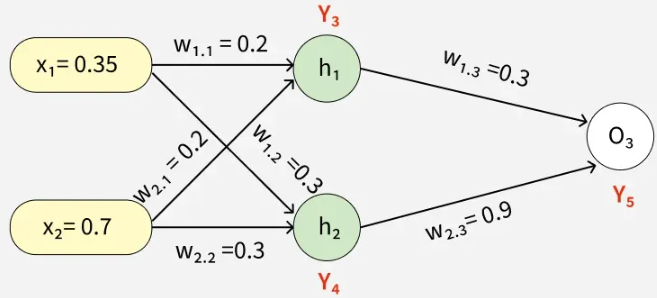 Y₃
w₁.₁ = 0.2
x₁= 0.35
h₁
w₁.₃ =0.3
w₂.₁ = 0.2
w₁.₂ =0.3
O₃
Y₅
x₂= 0.7
h₂
w₂.₂ =0.3
w₂.₃ = 0.9
Y₄